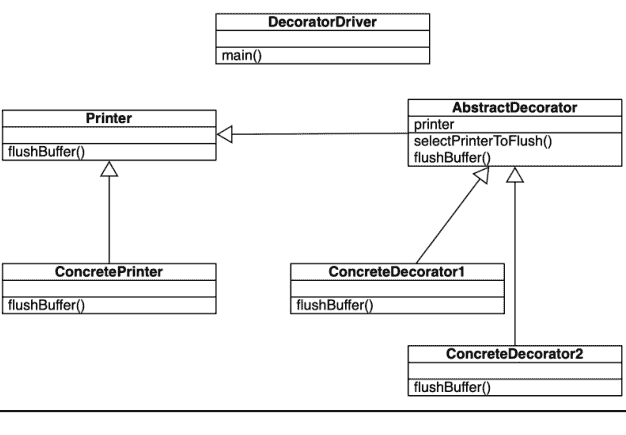 DecoratorDriver
main()
Printer
flushBuffer()
AbstractDecorator
printer
selectPrinterToFlush()
flushBuffer()
ConcretePrinter
flushBuffer()
ConcreteDecorator1
flushBuffer()
ConcreteDecorator2
flushBuffer()